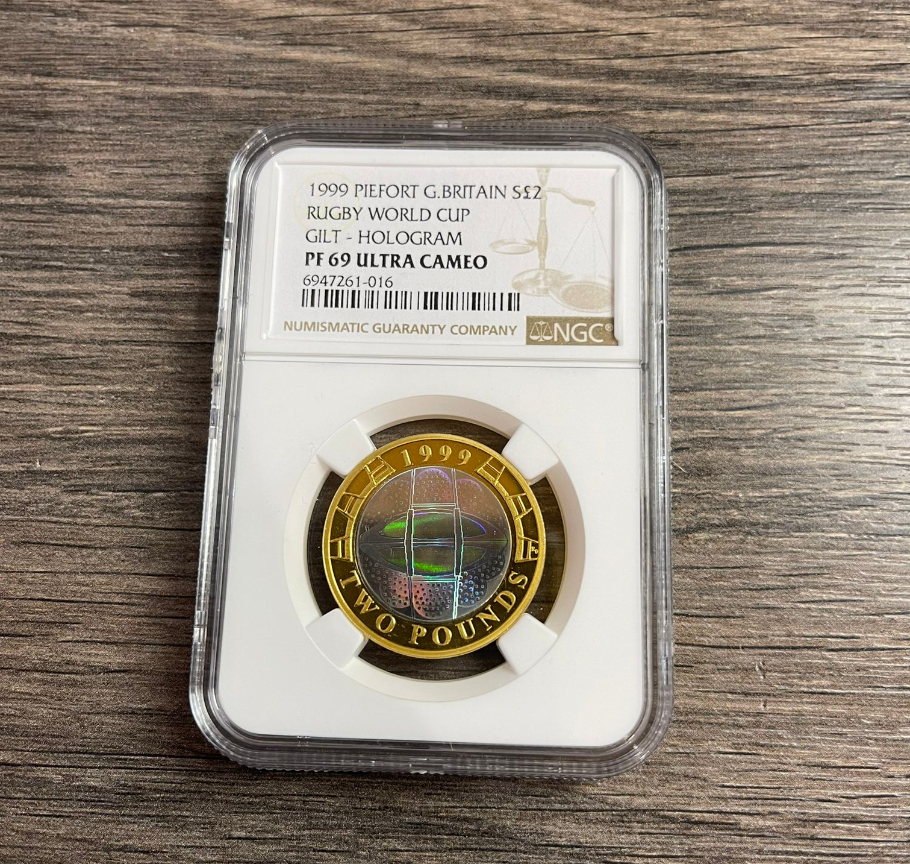 1999 PIEFORT G.BRITAIN S£2
RUGBY WORLD CUP
GILT - HOLOGRAM
PF 69 ULTRA CAMEO
6947261-016
NUMISMATIC GUARANTY COMPANY NGC®
1999
TWO POUNDS